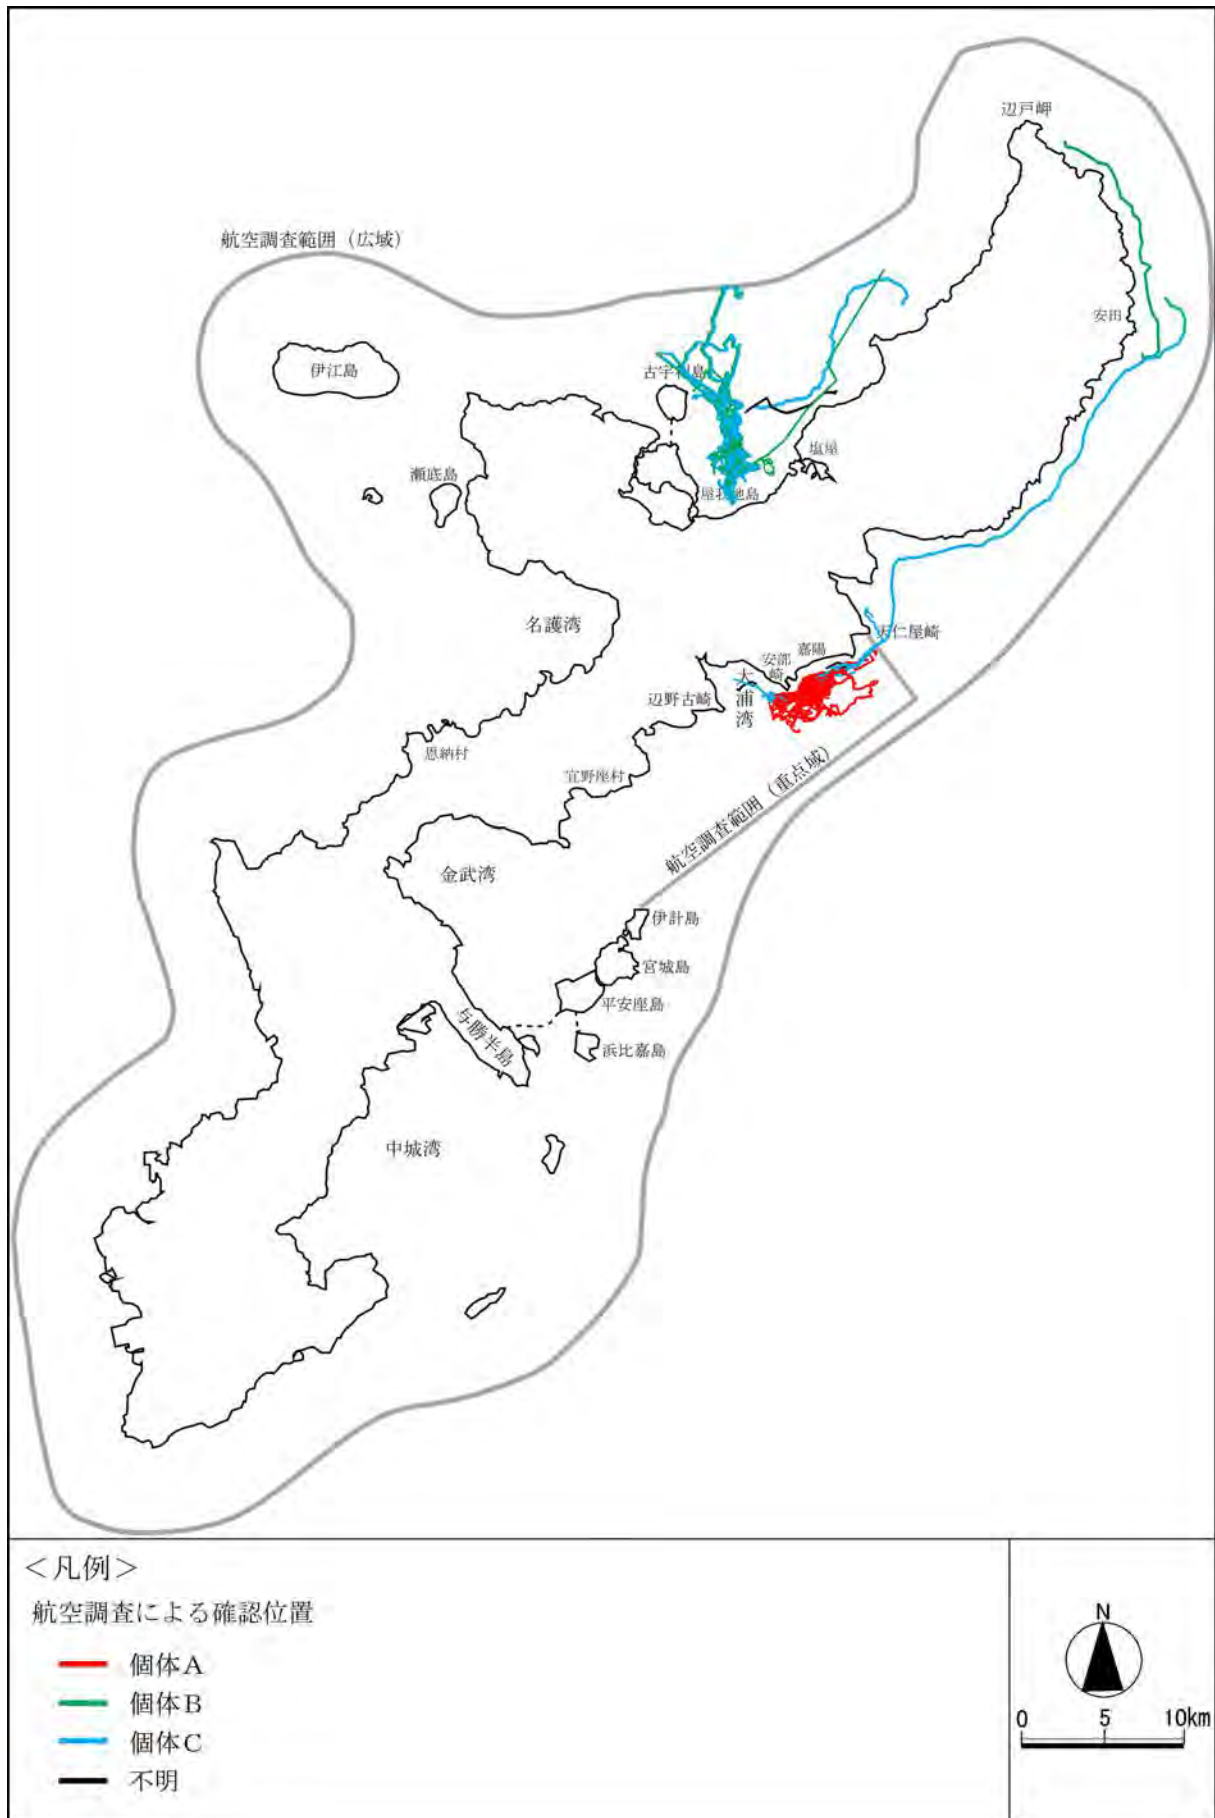 辺戸岬
航空調査範囲（広域）
安田
伊江島
古宇利島
塩屋
瀬底島
屋我地島
名護湾
天仁屋崎
嘉陽
安部崎
大浦湾
辺野古崎
恩納村
宜野座村
航空調査範囲（重点域）
金武湾
伊計島
宮城島
平安座島
与勝半島
浜比嘉島
中城湾
＜凡例＞
航空調査による確認位置
個体A
個体B
個体C
不明
N
0 5 10km